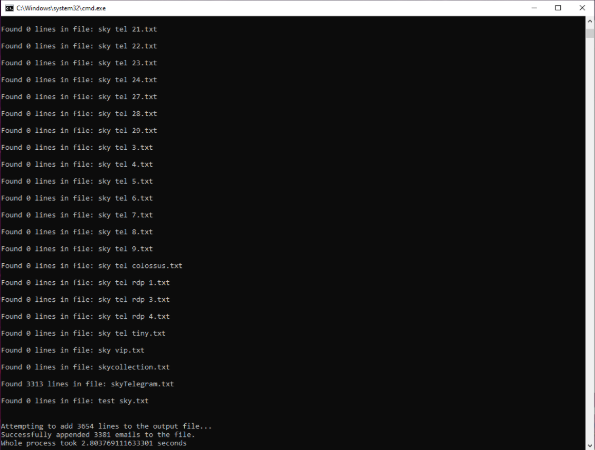 C:\Windows\system32\cmd.exe
Found 0 lines in file: sky tel 21.txt
Found 0 lines in file: sky tel 22.txt
Found 0 lines in file: sky tel 23.txt
Found 0 lines in file: sky tel 24.txt
Found 0 lines in file: sky tel 27.txt
Found 0 lines in file: sky tel 28.txt
Found 0 lines in file: sky tel 29.txt
Found 0 lines in file: sky tel 3.txt
Found 0 lines in file: sky tel 4.txt
Found 0 lines in file: sky tel 5.txt
Found 0 lines in file: sky tel 6.txt
Found 0 lines in file: sky tel 7.txt
Found 0 lines in file: sky tel 8.txt
Found 0 lines in file: sky tel 9.txt
Found 0 lines in file: sky tel colossus.txt
Found 0 lines in file: sky tel rdp 1.txt
Found 0 lines in file: sky tel rdp 3.txt
Found 0 lines in file: sky tel rdp 4.txt
Found 0 lines in file: sky tel tiny.txt
Found 0 lines in file: sky vip.txt
Found 0 lines in file: skycollection.txt
Found 3313 lines in file: skyTelegram.txt
Found 0 lines in file: test sky.txt
Attempting to add 3654 lines to the output file...
Successfully appended 3381 emails to the file.
Whole process took 2.803769111633301 seconds